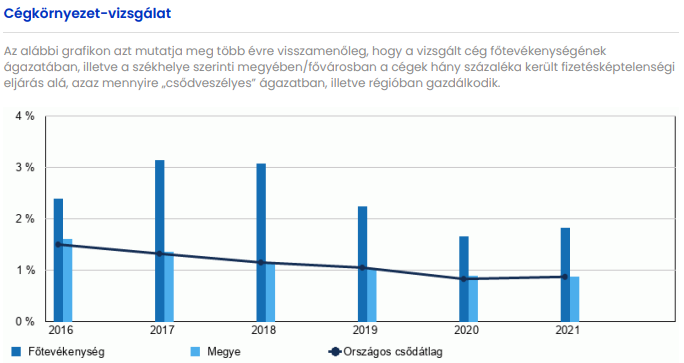 Cégkörnyezet-vizsgálat
Az alábbi grafikon azt mutatja meg több évre visszamenőleg, hogy a vizsgált cég főtevékenységének
ágazatában, illetve a székhelye szerinti megyében/fővárosban a cégek hány százaléka került fizetésképtelenségi
eljárás alá, azaz mennyire „csődveszélyes” ágazatban, illetve régióban gazdálkodik.
4 %
3 %
2 %
1 %
0 %
2016 2017 2018 2019 2020 2021
Főtevékenység Megye Országos csődátlag